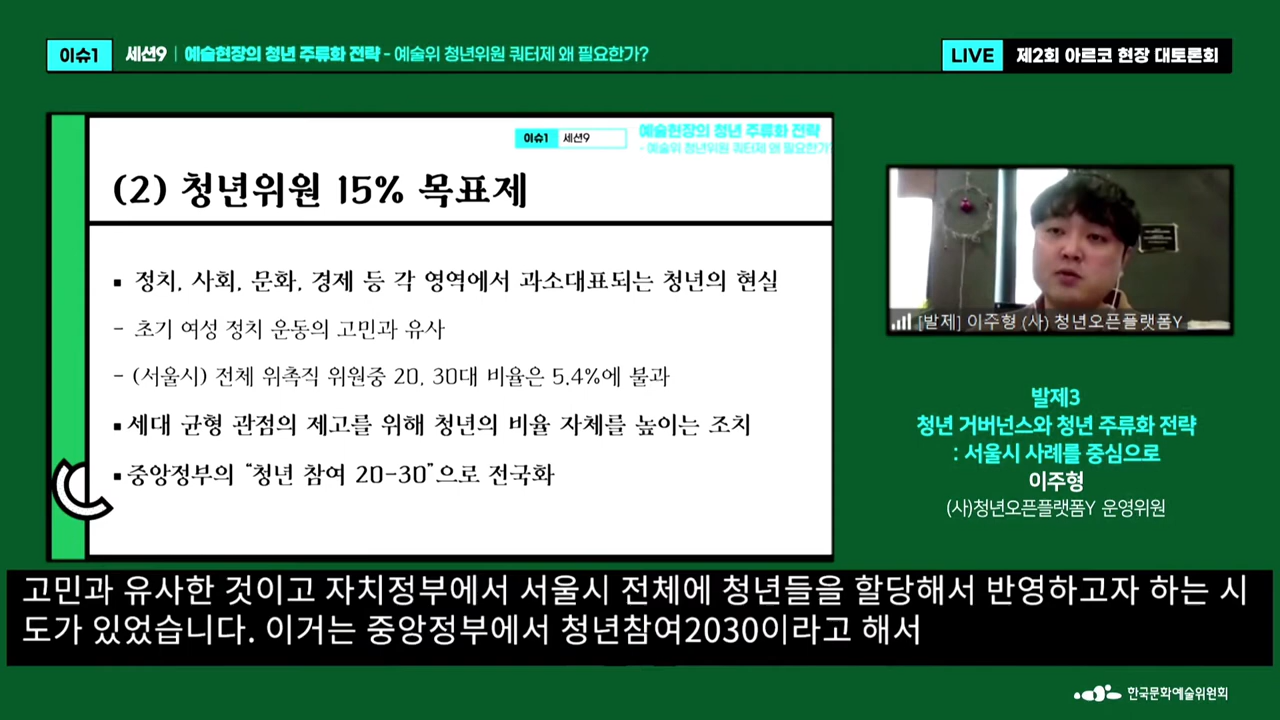 이슈1 세션9 | 예술현장의 청년 주류화 전략 - 예술위 청년위원 쿼터제 왜 필요한가?
LIVE 제2회 아르코 현장 대토론회
이슈1 세션9 예술현장의 청년 주류화 전략
- 예술위 청년위원 쿼터제 왜 필요한가?
(2) 청년위원 15% 목표제
▪ 정치, 사회, 문화, 경제 등 각 영역에서 과소대표되는 청년의 현실
- 초기 여성 정치 운동의 고민과 유사
- (서울시) 전체 위촉직 위원중 20, 30대 비율은 5.4%에 불과
▪ 세대 균형 관점의 제고를 위해 청년의 비율 자체를 높이는 조치
▪ 중앙정부의 “청년 참여 20-30”으로 전국화
[발제] 이주형 (사) 청년오픈플랫폼Y
발제3
청년 거버넌스와 청년 주류화 전략
: 서울시 사례를 중심으로
이주형
(사)청년오픈플랫폼Y 운영위원
고민과 유사한 것이고 자치정부에서 서울시 전체에 청년들을 할당해서 반영하고자 하는 시
도가 있었습니다. 이거는 중앙정부에서 청년참여2030이라고 해서
한국문화예술위원회